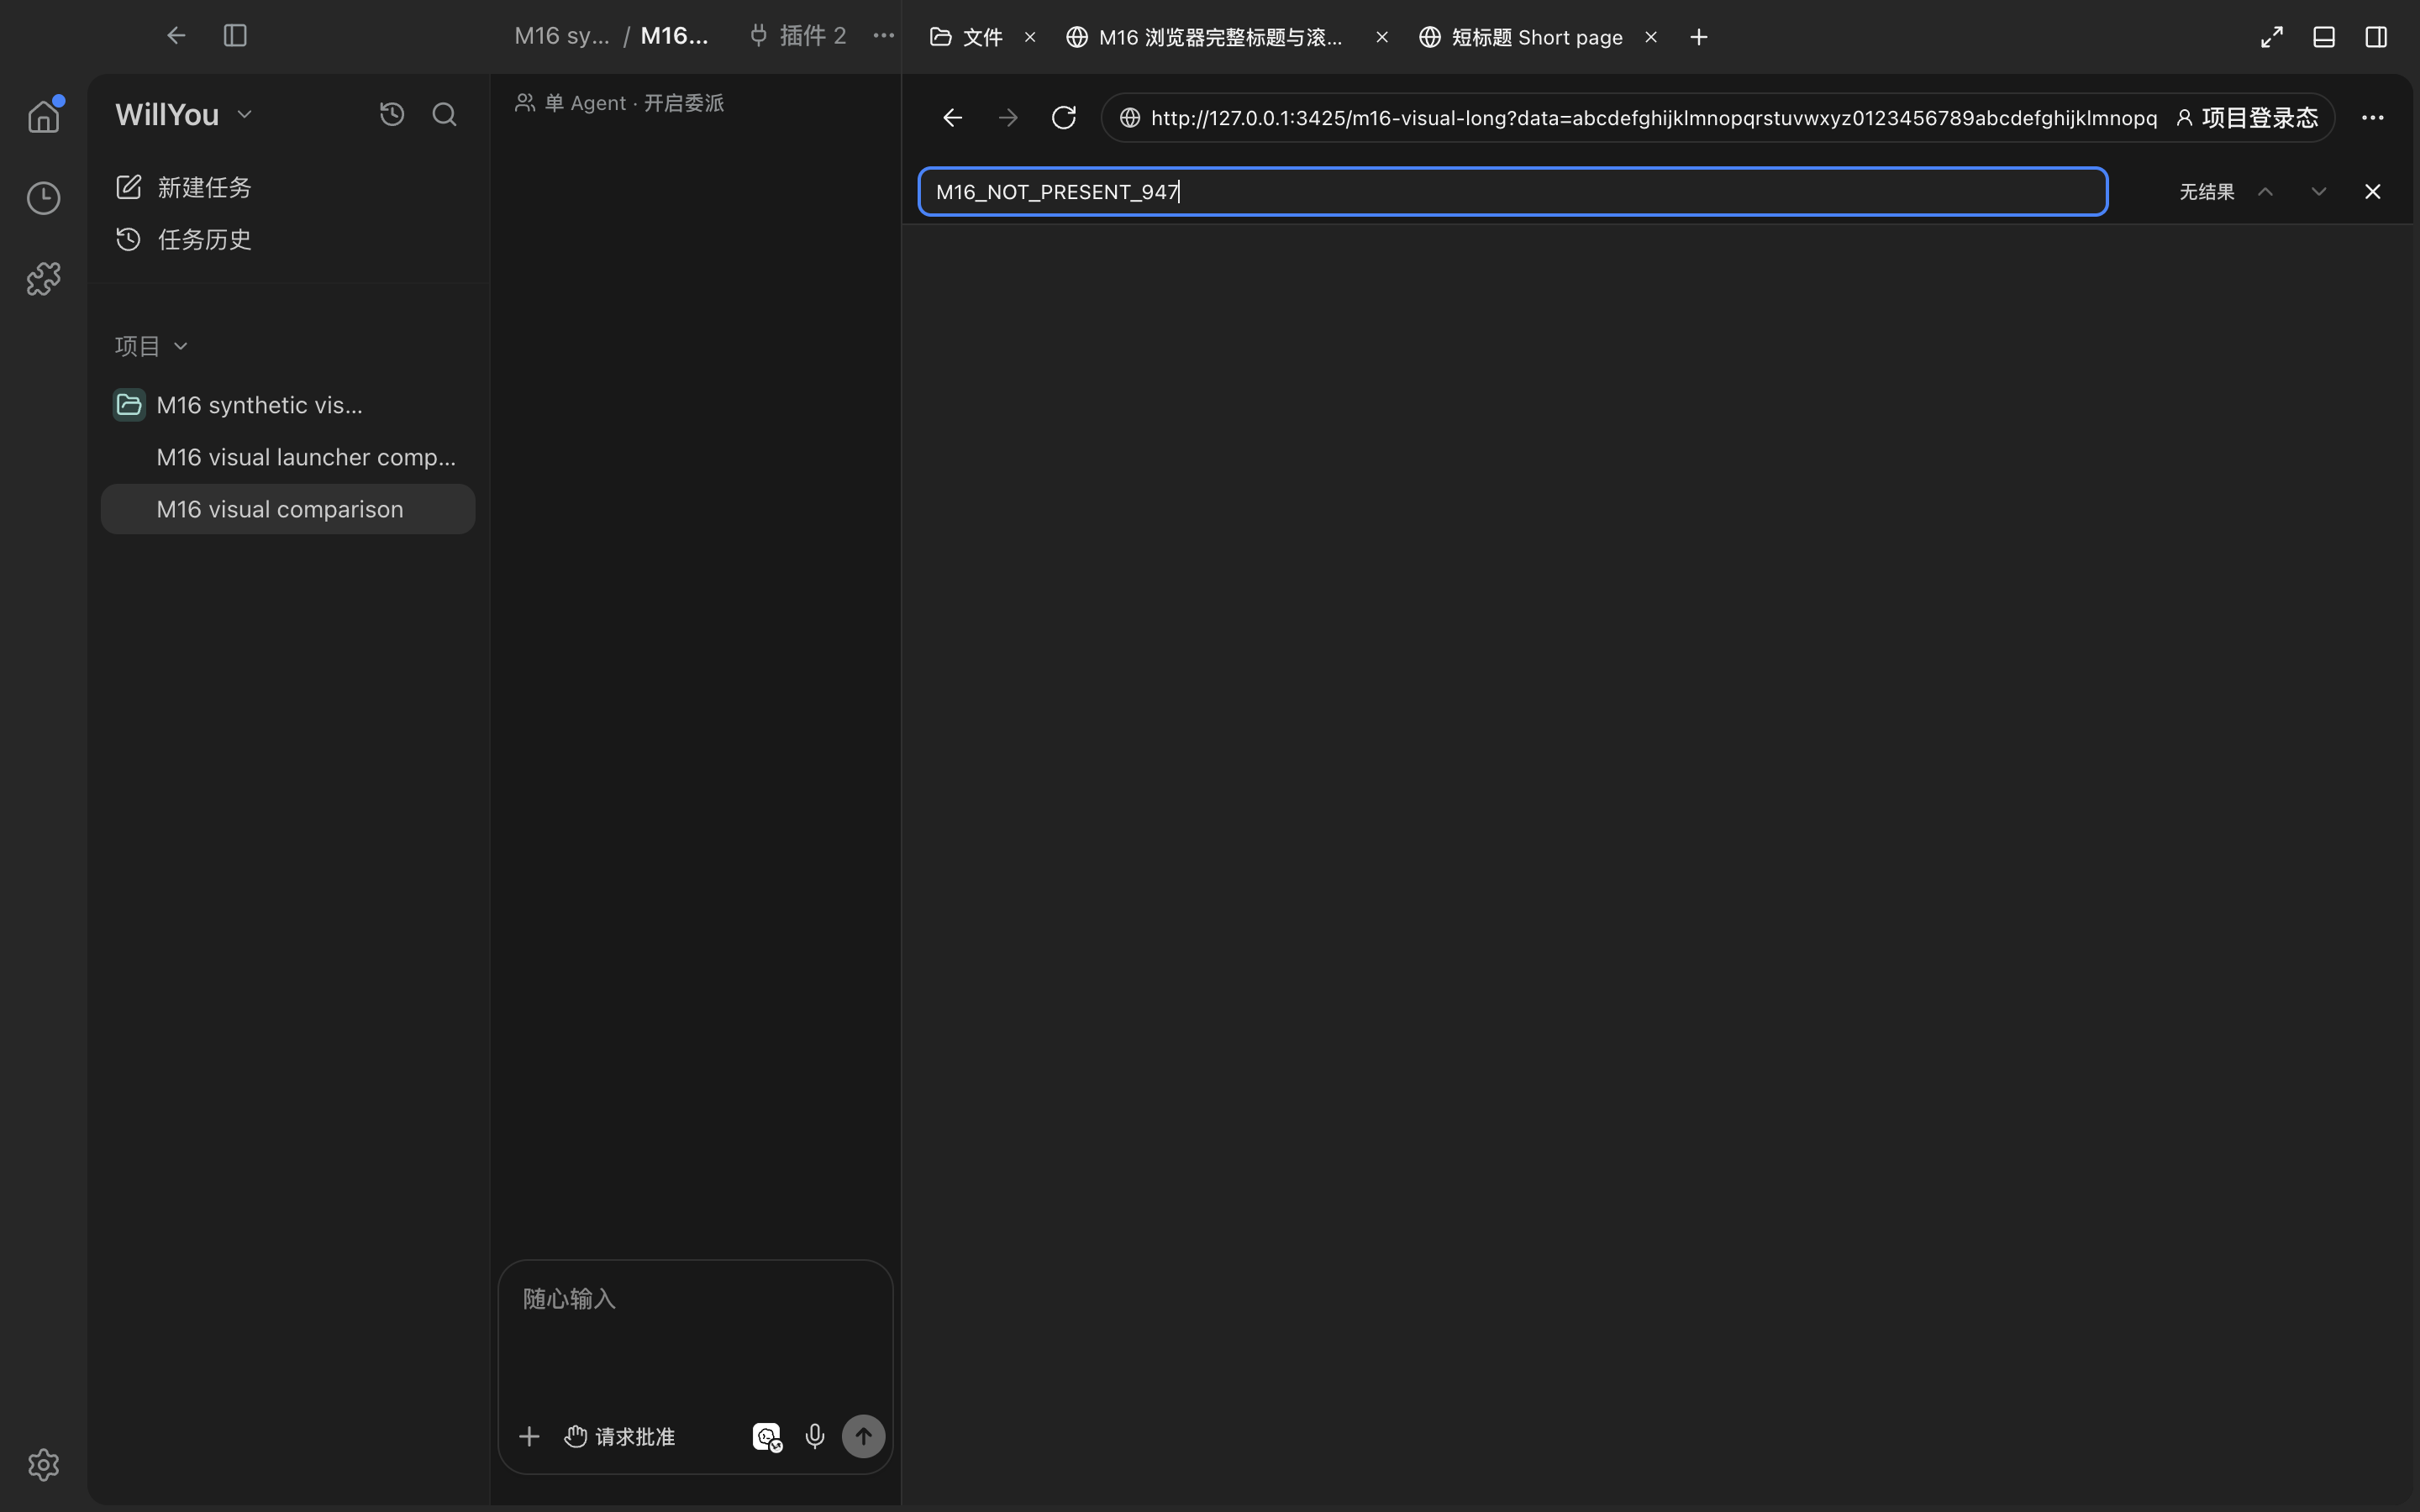 M16 sy... / M16... 插件 2
文件
M16 浏览器完整标题与滚...
短标题 Short page
WillYou
单 Agent · 开启委派
http://127.0.0.1:3425/m16-visual-long?data=abcdefghijklmnopqrstuvwxyz0123456789abcdefghijklmnopq
项目登录态
M16_NOT_PRESENT_947
无结果
新建任务
任务历史
项目
M16 synthetic vis...
M16 visual launcher comp...
M16 visual comparison
随心输入
请求批准